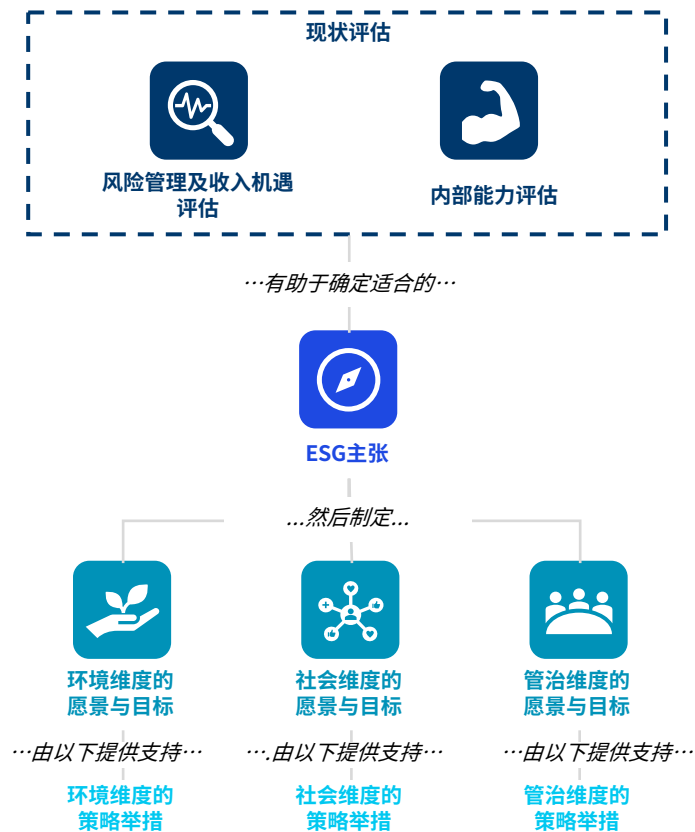 现状评估
风险管理及收入机遇
评估
内部能力评估
…有助于确定适合的…
ESG主张
...然后制定...
环境维度的
愿景与目标
社会维度的
愿景与目标
管治维度的
愿景与目标
…由以下提供支持…
….由以下提供支持…
…由以下提供支持…
环境维度的
策略举措
社会维度的
策略举措
管治维度的
策略举措